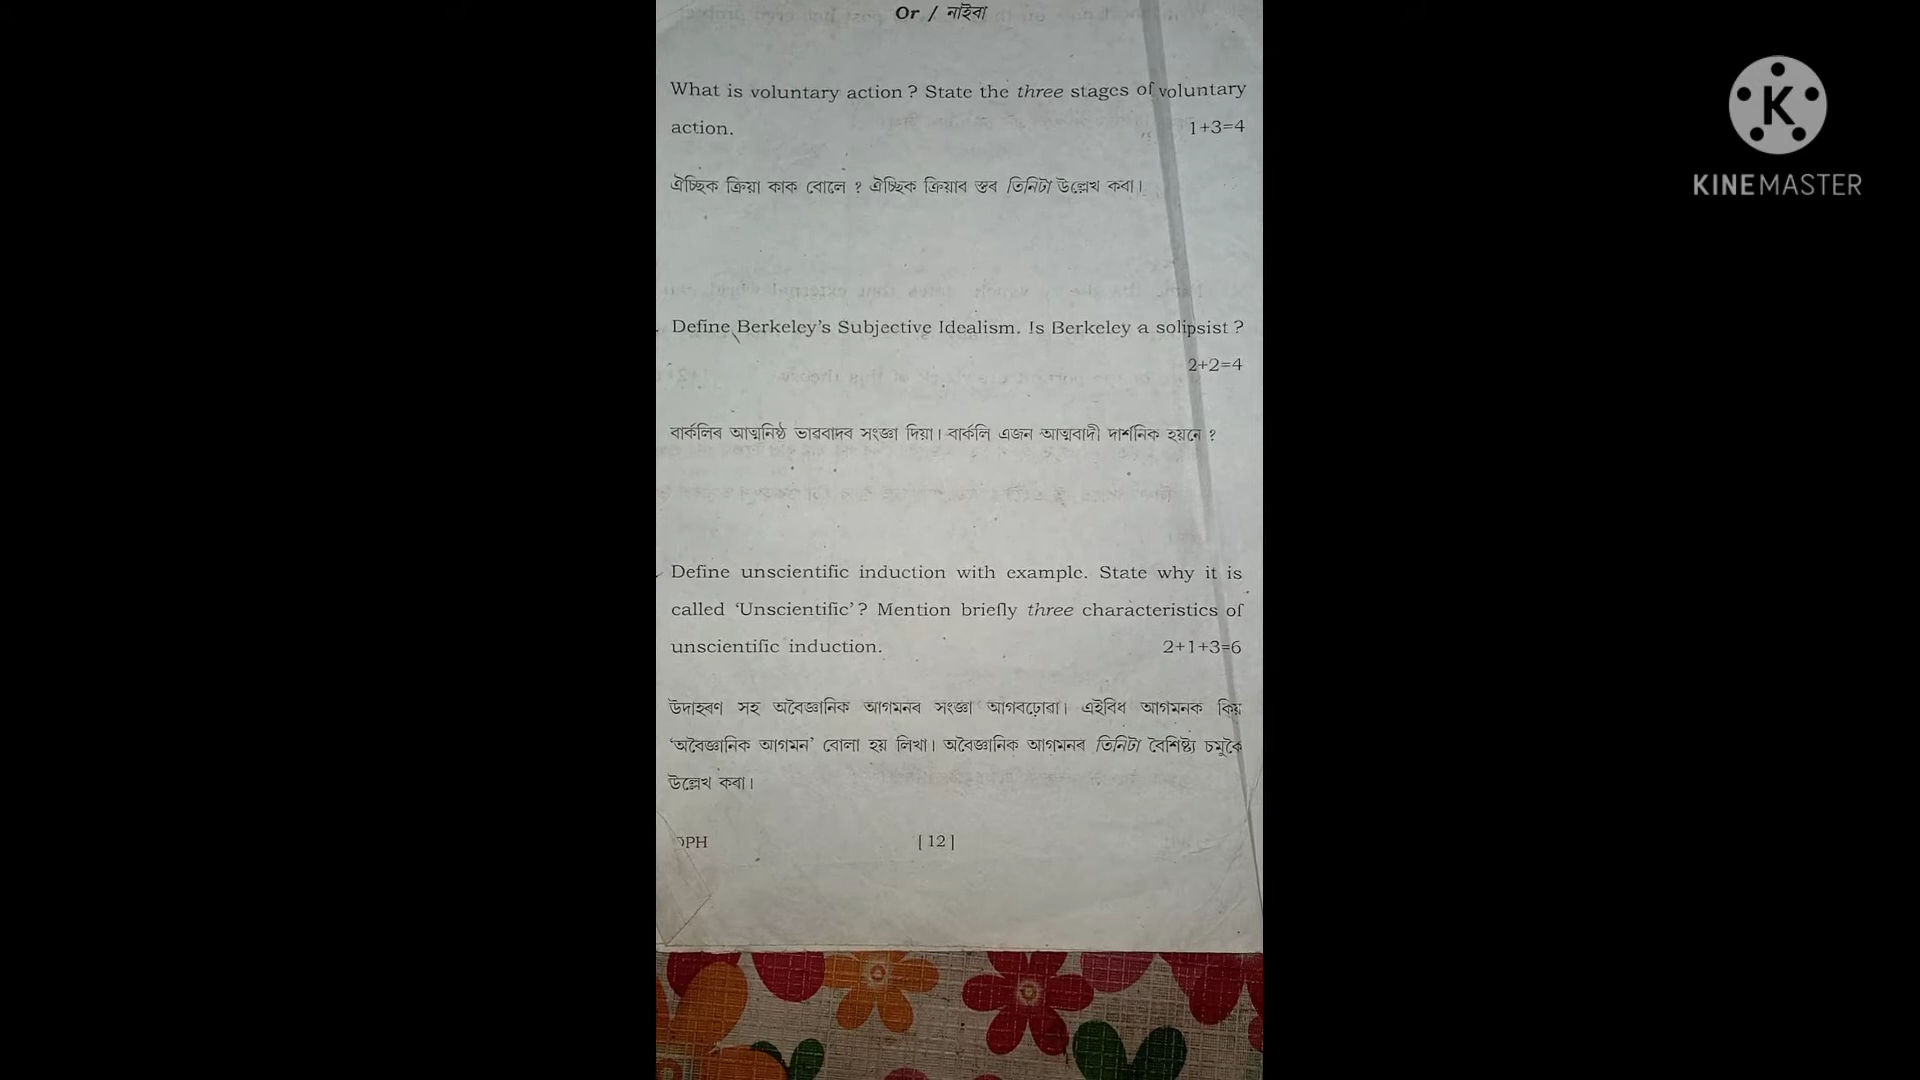 Or / নাইবা
What is voluntary action ? State the three stages of voluntary
action. 1+3=4
ঐচ্ছিক ক্ৰিয়া কাক বোলে ? ঐচ্ছিক ক্ৰিয়াৰ স্তৰ তিনিটা উল্লেখ কৰা।
Define Berkeley's Subjective Idealism. Is Berkeley a solipsist ?
2+2=4
বাৰ্কলিৰ আত্মনিষ্ঠ ভাৱবাদৰ সংজ্ঞা দিয়া। বাৰ্কলি এজন আত্মবাদী দাৰ্শনিক হয়নে ?
Define unscientific induction with example. State why it is
called 'Unscientific' ? Mention briefly three characteristics of
unscientific induction. 2+1+3=6
উদাহৰণ সহ অবৈজ্ঞানিক আগমনৰ সংজ্ঞা আগবঢ়োৱা। এইবিধ আগমনক কিয়
'অবৈজ্ঞানিক আগমন' বোলা হয় লিখা। অবৈজ্ঞানিক আগমনৰ তিনিটা বৈশিষ্ট্য চমুকৈ
উল্লেখ কৰা।
PH [ 12 ]
K
KINEMASTER